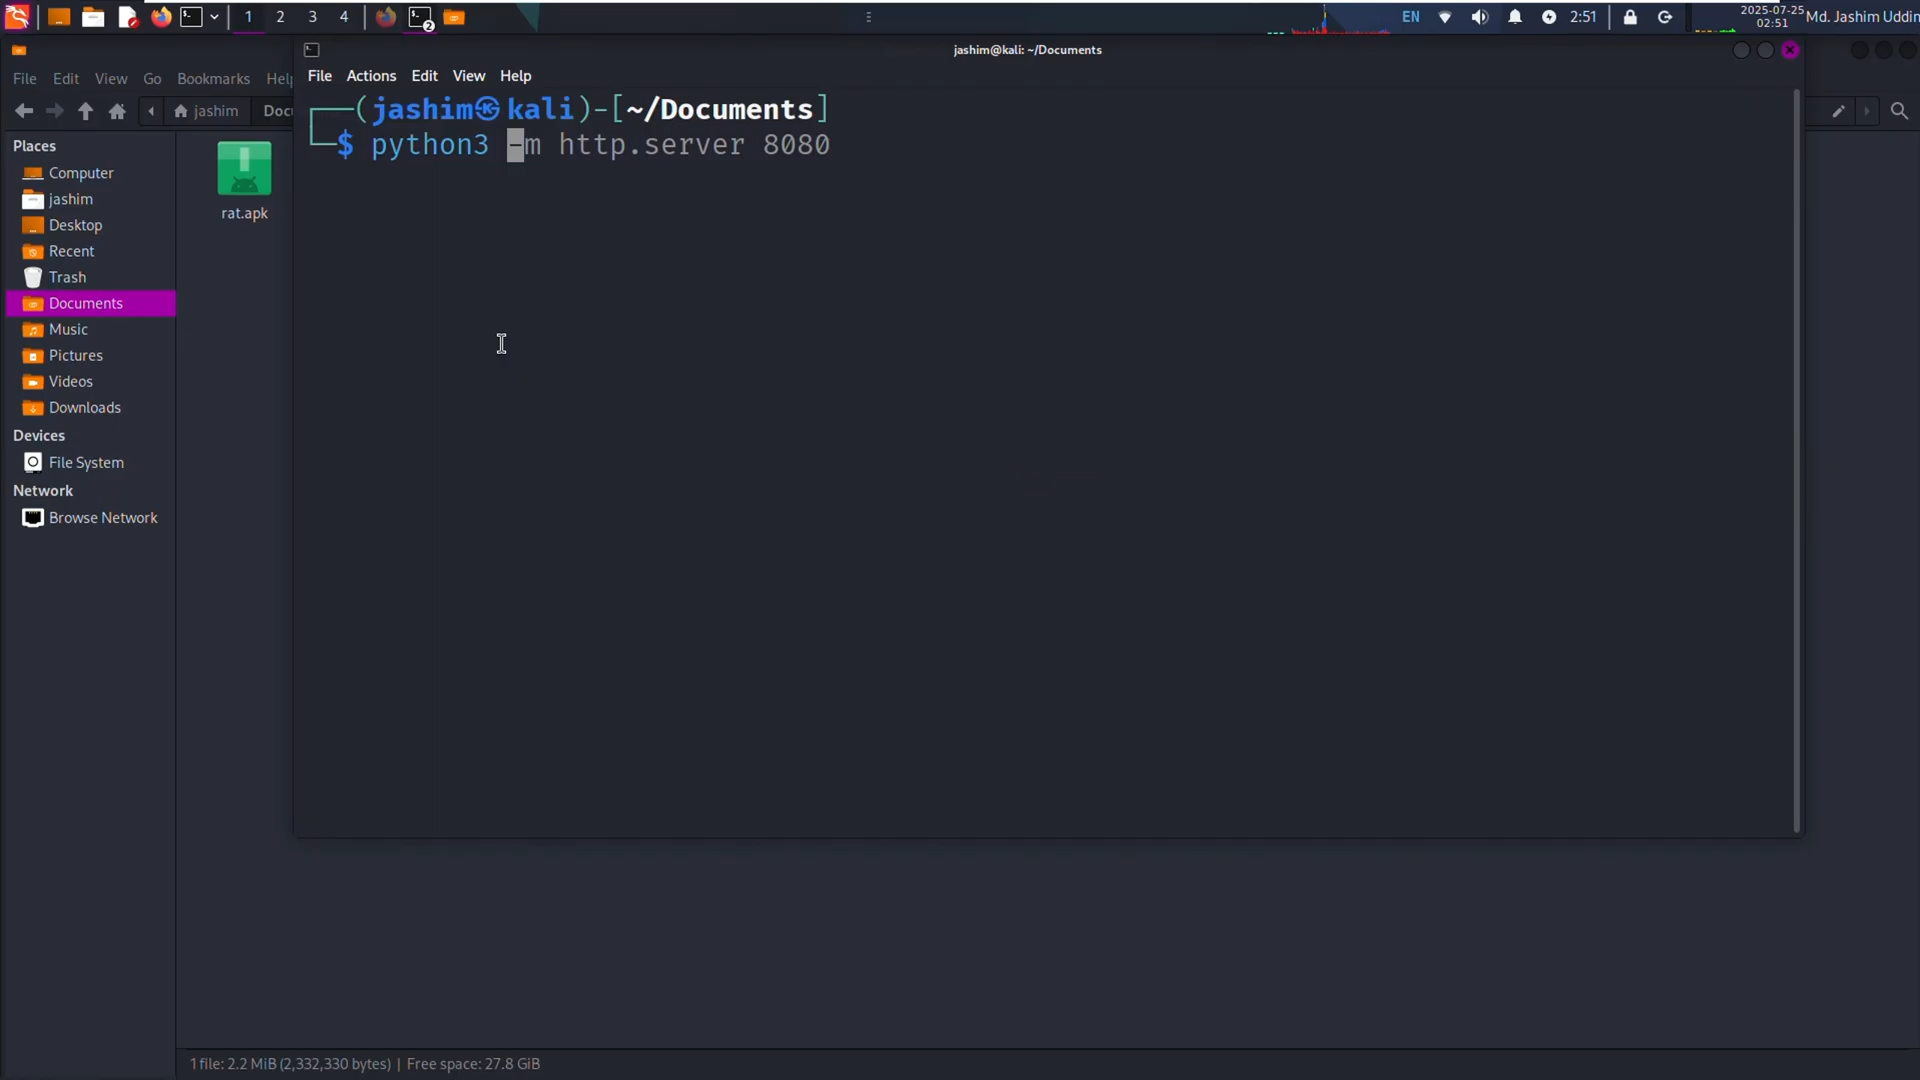 1 2 3 4 2 EN 2:51 2025-07-25 Md. Jashim Uddin
02:51
jashim@kali: ~/Documents
File Edit View Go Bookmarks Help
File Actions Edit View Help
jashim Docu
(jashim㉿kali)-[~/Documents]
$ python3 -m http.server 8080
Places
Computer
jashim
Desktop
Recent
Trash
Documents
Music
Pictures
Videos
Downloads
Devices
File System
Network
Browse Network
rat.apk
1 file: 2.2 MiB (2,332,330 bytes) | Free space: 27.8 GiB